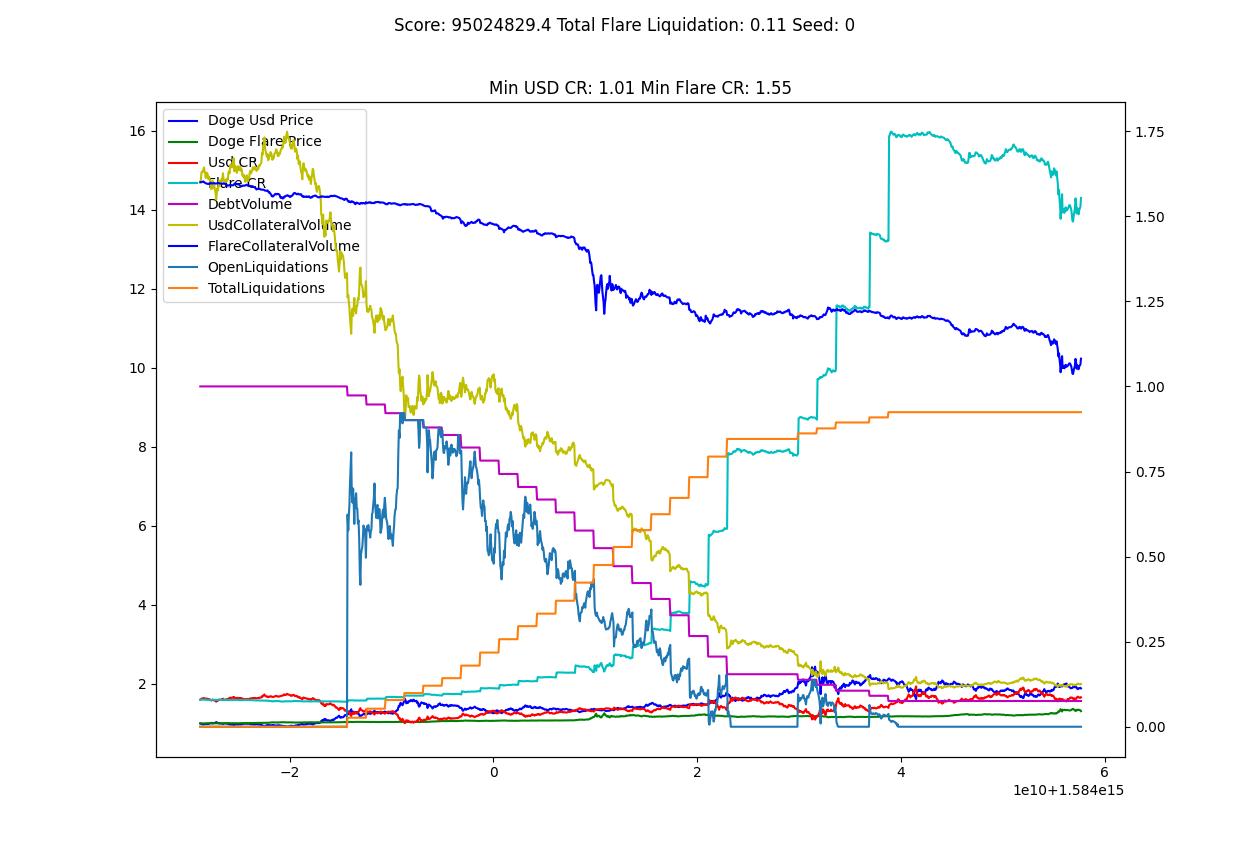 Score: 95024829.4 Total Flare Liquidation: 0.11 Seed: 0
Min USD CR: 1.01 Min Flare CR: 1.55
Doge Usd Price
Doge Flare Price
Usd CR
Flare CR
DebtVolume
UsdCollateralVolume
FlareCollateralVolume
OpenLiquidations
TotalLiquidations
16
14
12
10
8
6
4
2
1.75
1.50
1.25
1.00
0.75
0.50
0.25
0.00
−2 0 2 4 6
1e10+1.584e15